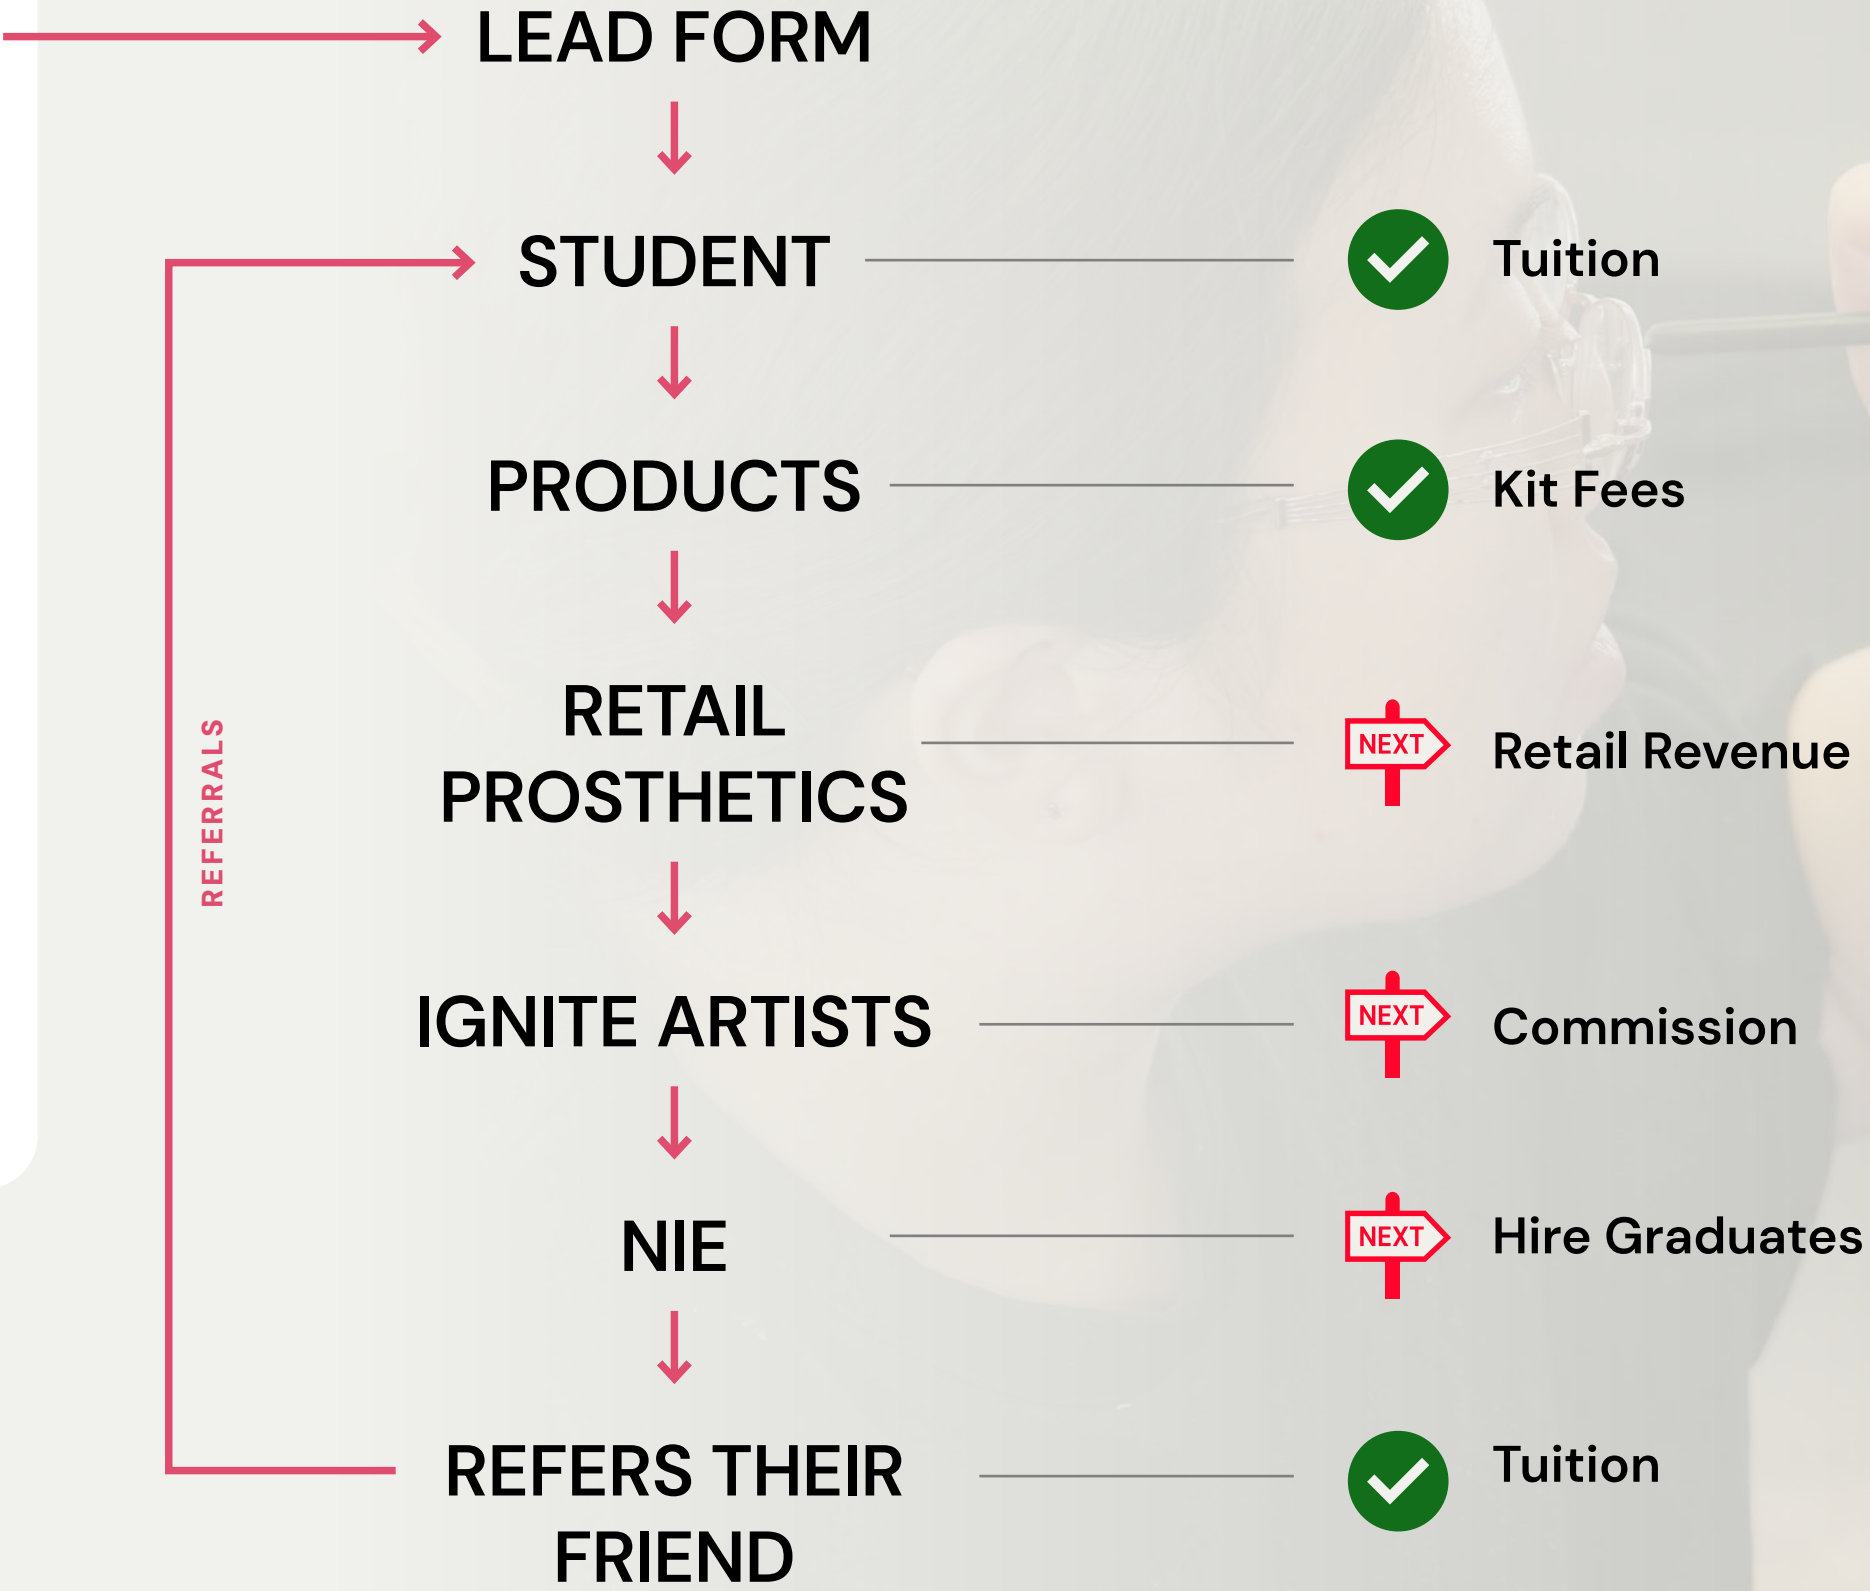 LEAD FORM
STUDENT
Tuition
PRODUCTS
Kit Fees
RETAIL
PROSTHETICS
NEXT
Retail Revenue
REFERRALS
IGNITE ARTISTS
NEXT
Commission
NIE
NEXT
Hire Graduates
REFERS THEIR
FRIEND
Tuition